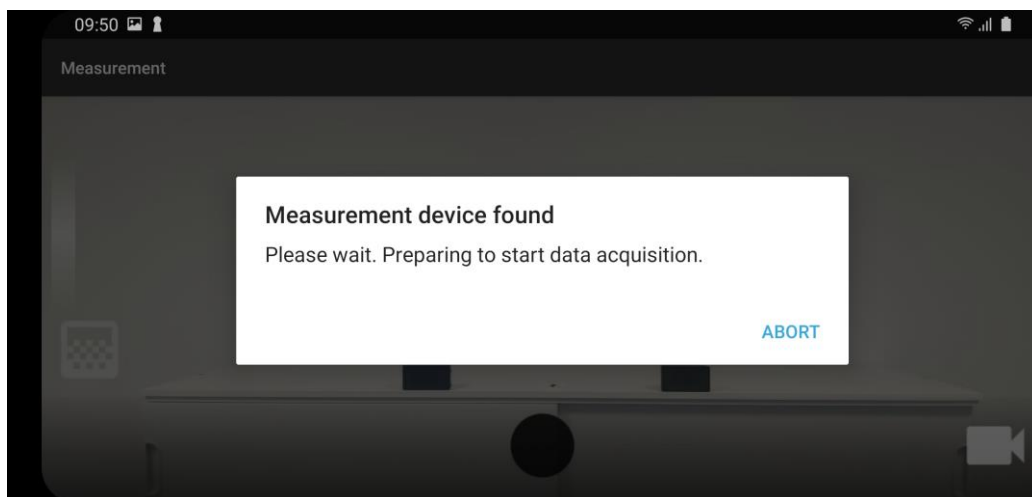 09:50
Measurement
Measurement device found
Please wait. Preparing to start data acquisition.
ABORT